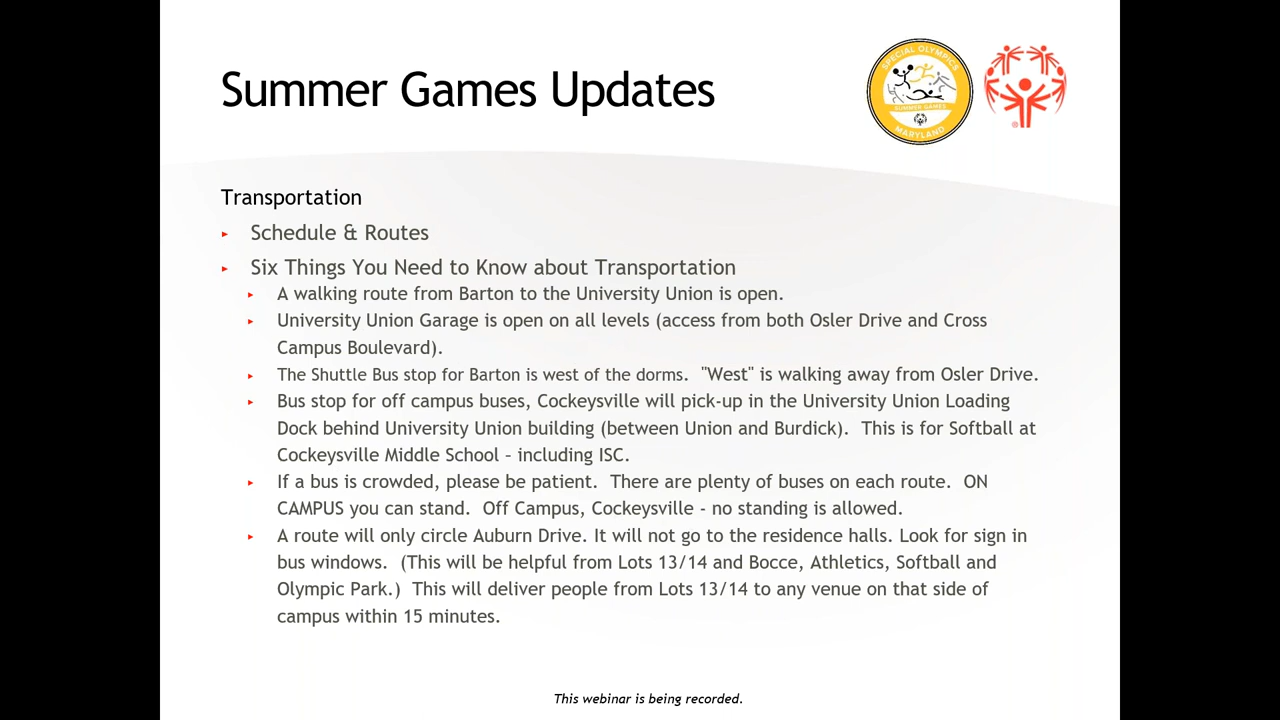 Summer Games Updates
SPECIAL OLYMPICS
SUMMER GAMES
MARYLAND
Transportation
Schedule & Routes
Six Things You Need to Know about Transportation
A walking route from Barton to the University Union is open.
University Union Garage is open on all levels (access from both Osler Drive and Cross
Campus Boulevard).
The Shuttle Bus stop for Barton is west of the dorms.  "West" is walking away from Osler Drive.
Bus stop for off campus buses, Cockeysville will pick-up in the University Union Loading
Dock behind University Union building (between Union and Burdick).  This is for Softball at
Cockeysville Middle School – including ISC.
If a bus is crowded, please be patient.  There are plenty of buses on each route.  ON
CAMPUS you can stand.  Off Campus, Cockeysville - no standing is allowed.
A route will only circle Auburn Drive. It will not go to the residence halls. Look for sign in
bus windows.  (This will be helpful from Lots 13/14 and Bocce, Athletics, Softball and
Olympic Park.)  This will deliver people from Lots 13/14 to any venue on that side of
campus within 15 minutes.
This webinar is being recorded.